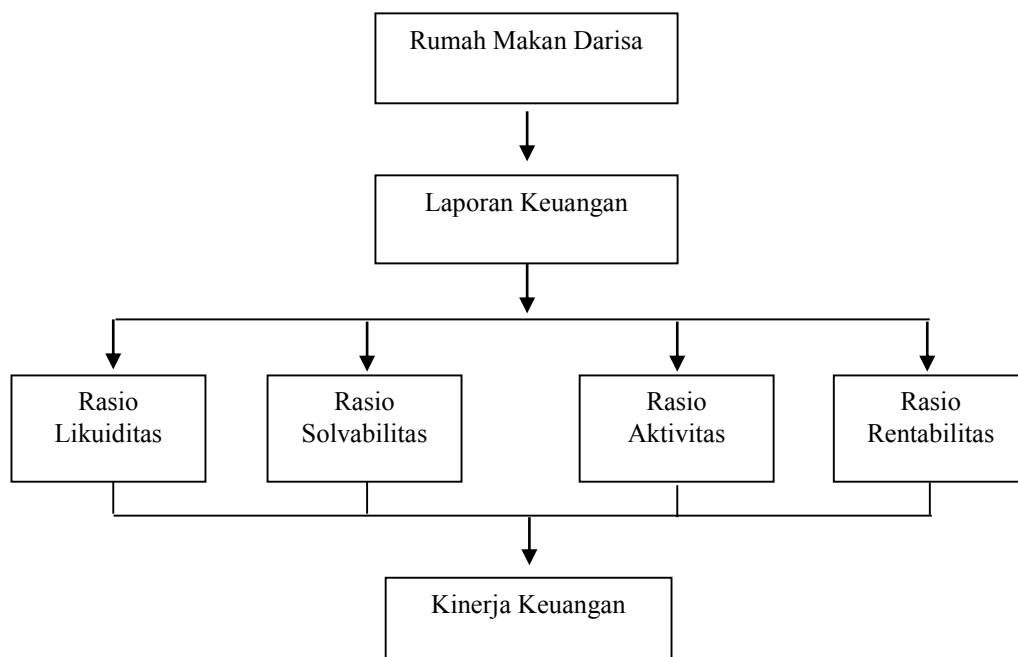 Rumah Makan Darisa
Laporan Keuangan
Rasio
Likuiditas
Rasio
Solvabilitas
Rasio
Aktivitas
Rasio
Rentabilitas
Kinerja Keuangan